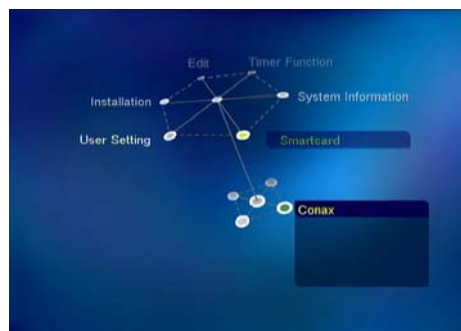 Edit
Timer Function
Installation
System Information
User Setting
Smartcard
Conax